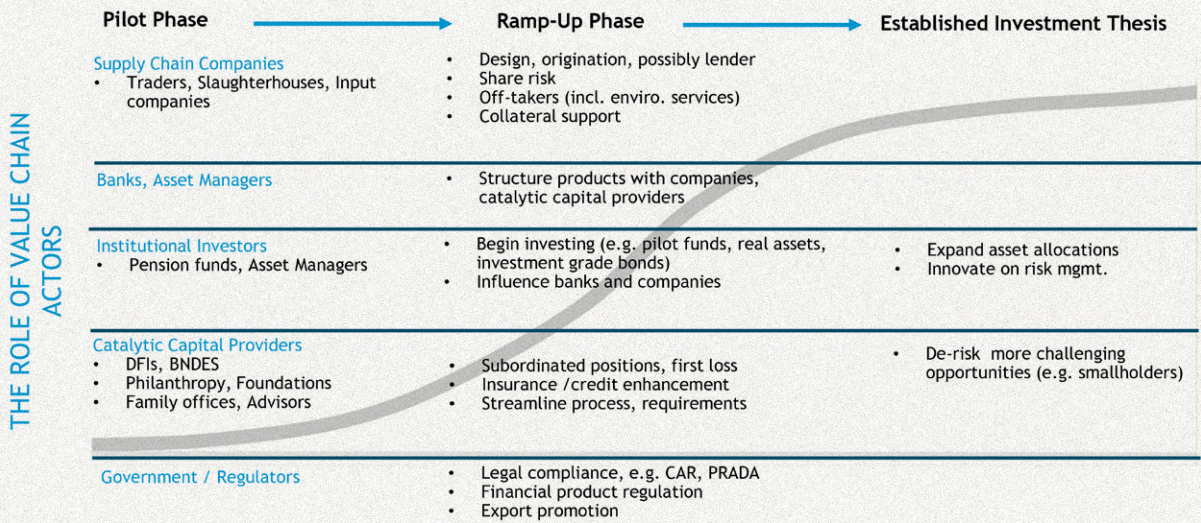 Pilot Phase
Ramp-Up Phase
Established Investment Thesis
THE ROLE OF VALUE CHAIN
ACTORS
Supply Chain Companies
• Traders, Slaughterhouses, Input
companies
• Design, origination, possibly lender
• Share risk
• Off-takers (incl. enviro. services)
• Collateral support
Banks, Asset Managers
• Structure products with companies,
catalytic capital providers
Institutional Investors
• Pension funds, Asset Managers
• Begin investing (e.g. pilot funds, real assets,
investment grade bonds)
• Influence banks and companies
• Expand asset allocations
• Innovate on risk mgmt.
Catalytic Capital Providers
• DFIs, BNDES
• Philanthropy, Foundations
• Family offices, Advisors
• Subordinated positions, first loss
• Insurance /credit enhancement
• Streamline process, requirements
• De-risk more challenging
opportunities (e.g. smallholders)
Government / Regulators
• Legal compliance, e.g. CAR, PRADA
• Financial product regulation
• Export promotion